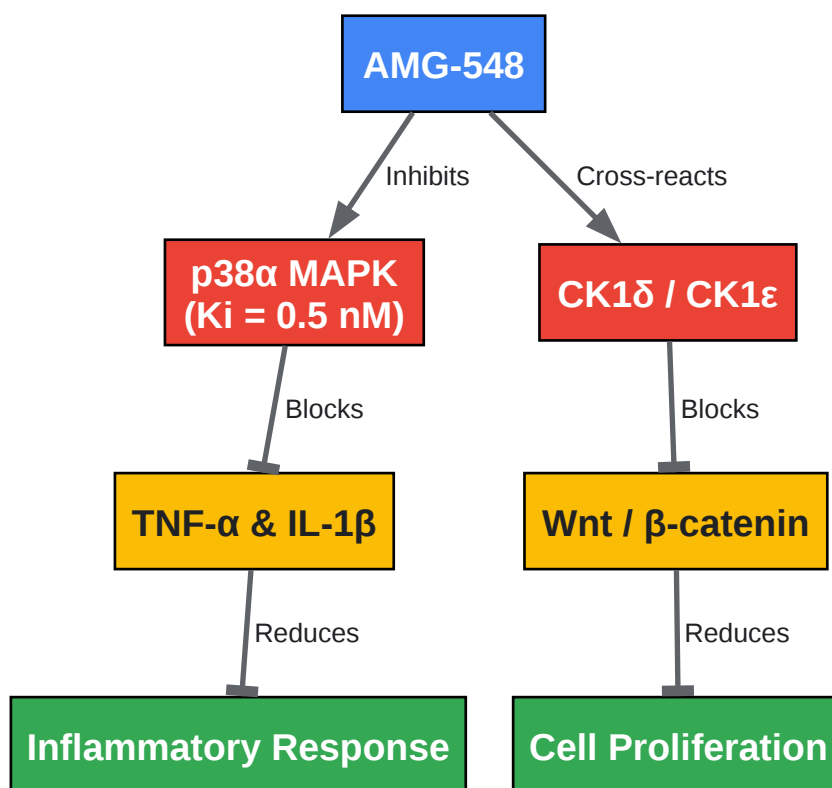 AMG-548
Inhibits
Cross-reacts
p38α MAPK
(Ki = 0.5 nM)
CK1δ / CK1ε
Blocks
Blocks
TNF-α & IL-1β
Wnt / β-catenin
Reduces
Reduces
Inflammatory Response
Cell Proliferation